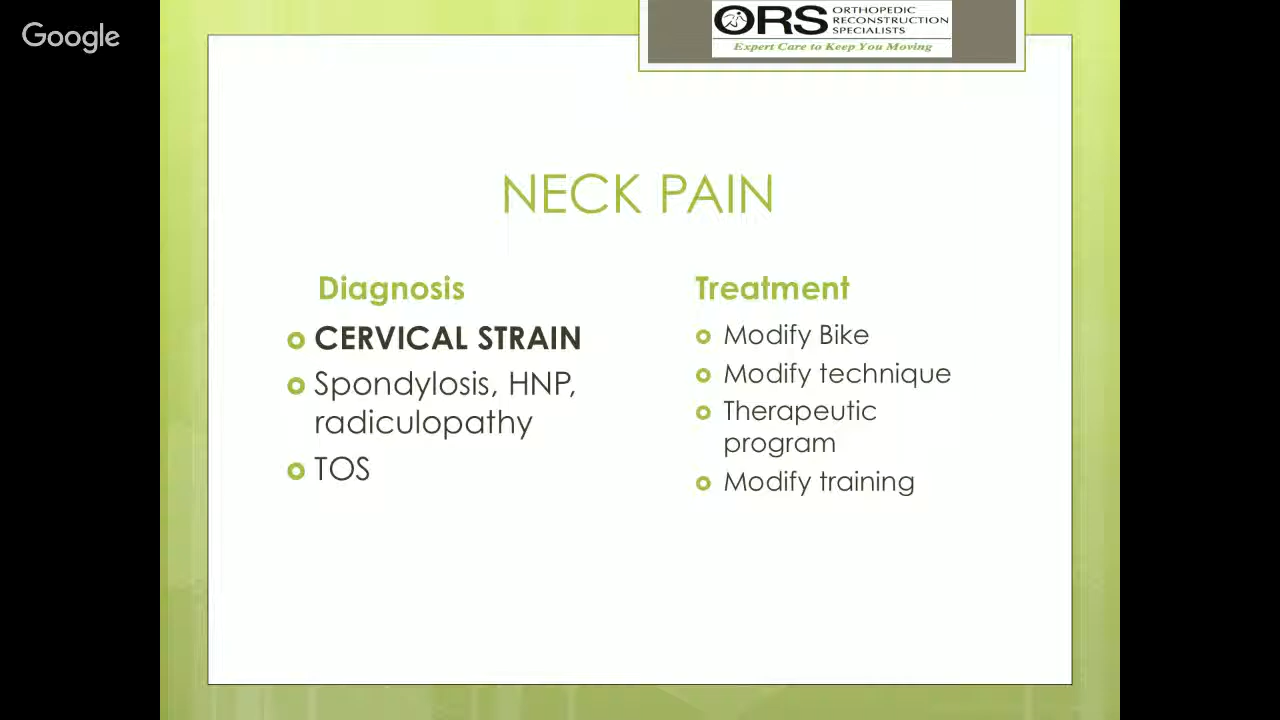 Google
ORS
ORTHOPEDIC
RECONSTRUCTION
SPECIALISTS
Expert Care to Keep You Moving
NECK PAIN
Diagnosis
CERVICAL STRAIN
Spondylosis, HNP,
radiculopathy
TOS
Treatment
Modify Bike
Modify technique
Therapeutic
program
Modify training